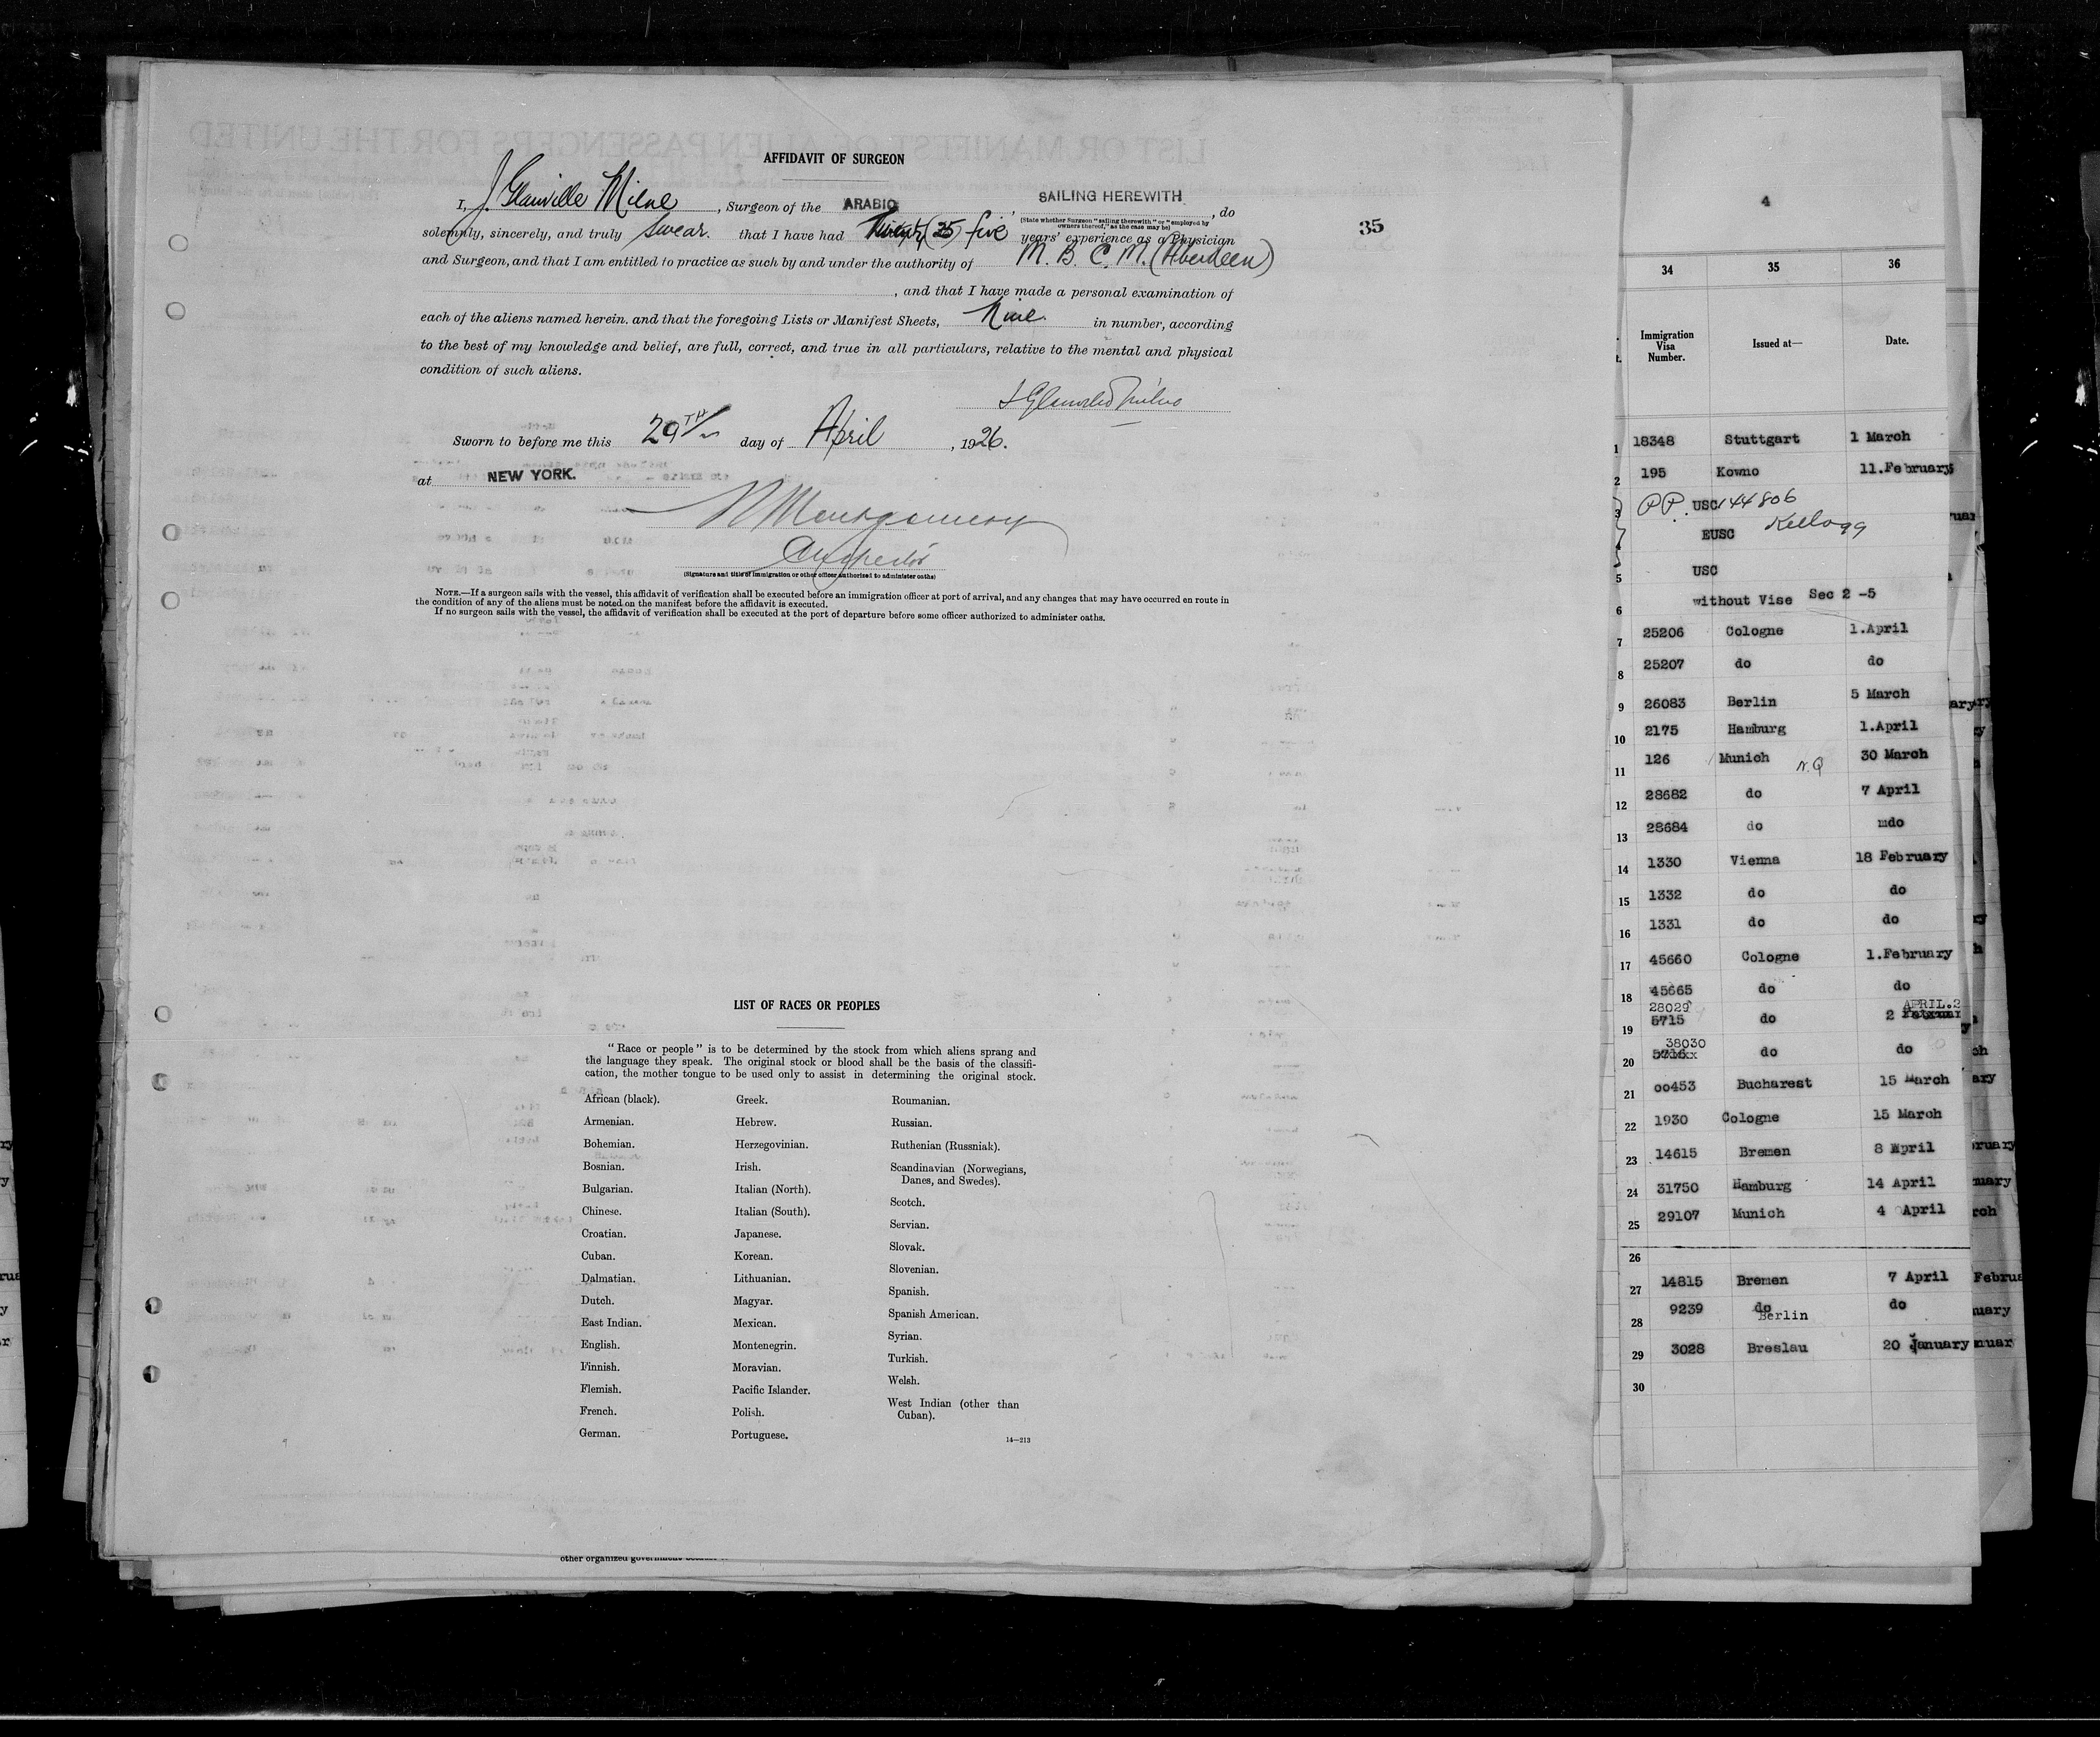 AFFIDAVIT OF SURGEON
I, J. Glanville Milne, Surgeon of the ARABIC, SAILING HEREWITH, do
(State whether Surgeon "sailing therewith" or "employed by owners thereof," as the case may be)
solemnly, sincerely, and truly swear. that I have had Twenty (25) five years' experience as a Physician
and Surgeon, and that I am entitled to practice as such by and under the authority of M. B. C. M. (Aberdeen)
, and that I have made a personal examination of
each of the aliens named herein. and that the foregoing Lists or Manifest Sheets, Nine in number, according
to the best of my knowledge and belief, are full, correct, and true in all particulars, relative to the mental and physical
condition of such aliens.
J Glanville Milne
Sworn to before me this 29TH day of April, 1926.
at NEW YORK.
Montgomery
Inspector
(Signature and title of immigration or other officer authorized to administer oaths)
NOTE.—If a surgeon sails with the vessel, this affidavit of verification shall be executed before an immigration officer at port of arrival, and any changes that may have occurred en route in
the condition of any of the aliens must be noted on the manifest before the affidavit is executed.
If no surgeon sails with the vessel, the affidavit of verification shall be executed at the port of departure before some officer authorized to administer oaths.
35
LIST OF RACES OR PEOPLES
"Race or people" is to be determined by the stock from which aliens sprang and
the language they speak. The original stock or blood shall be the basis of the classifi-
cation, the mother tongue to be used only to assist in determining the original stock.
African (black).
Armenian.
Bohemian.
Bosnian.
Bulgarian.
Chinese.
Croatian.
Cuban.
Dalmatian.
Dutch.
East Indian.
English.
Finnish.
Flemish.
French.
German.
Greek.
Hebrew.
Herzegovinian.
Irish.
Italian (North).
Italian (South).
Japanese.
Korean.
Lithuanian.
Magyar.
Mexican.
Montenegrin.
Moravian.
Pacific Islander.
Polish.
Portuguese.
Roumanian.
Russian.
Ruthenian (Russniak).
Scandinavian (Norwegians,
Danes, and Swedes).
Scotch.
Servian.
Slovak.
Slovenian.
Spanish.
Spanish American.
Syrian.
Turkish.
Welsh.
West Indian (other than
Cuban).
14—213
other organized government
4
34 35 36
Immigration Visa Number. Issued at— Date.
1 18348 Stuttgart 1 March
2 195 Kowno 11.February
3 PP. USC 144806
Kellogg
4 EUSC
5 USC
6 without Vise Sec 2 -5
7 25206 Cologne 1.April
8 25207 do do
9 26083 Berlin 5 March
10 2175 Hamburg 1.April
11 126 Munich N.Q 30 March
12 28682 do 7 April
13 28684 do mdo
14 1330 Vienna 18 February
15 1332 do do
16 1331 do do
17 45660 Cologne 1.February
18 45665 do do
28029 APRIL.2
19 5715 do 2
38030
20 5716 do do
21 oo453 Bucharest 15 March
22 1930 Cologne 15 March
23 14615 Bremen 8 April
24 31750 Hamburg 14 April
25 29107 Munich 4 April
26
27 14815 Bremen 7 April
28 9239 do do
Berlin
29 3028 Breslau 20 January
30